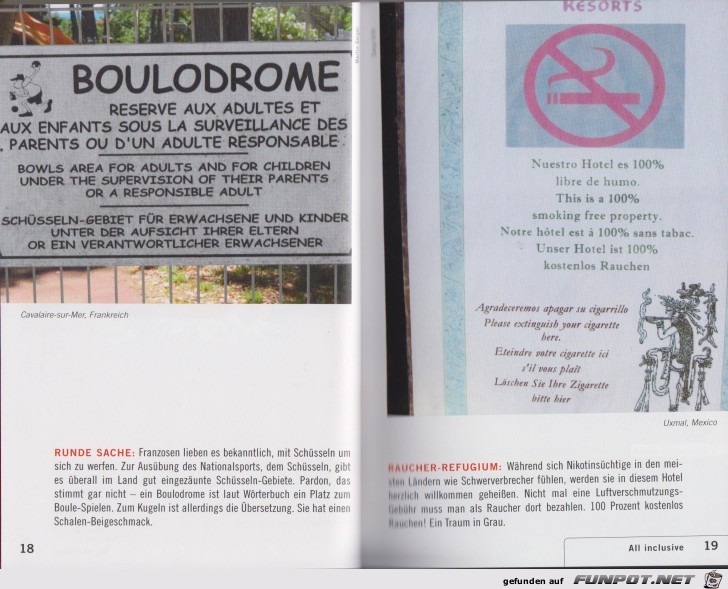 BOULODROME
RESERVE AUX ADULTES ET
AUX ENFANTS SOUS LA SURVEILLANCE DES
PARENTS OU D'UN ADULTE RESPONSABLE
BOWLS AREA FOR ADULTS AND FOR CHILDREN
UNDER THE SUPERVISION OF THEIR PARENTS
OR A RESPONSIBLE ADULT
SCHÜSSELN-GEBIET FÜR ERWACHSENE UND KINDER
UNTER DER AUFSICHT IHRER ELTERN
OR EIN VERANTWORTLICHER ERWACHSENER
Cavalaire-sur-Mer, Frankreich
RUNDE SACHE: Franzosen lieben es bekanntlich, mit Schüsseln um
sich zu werfen. Zur Ausübung des Nationalsports, dem Schüsseln, gibt
es überall im Land gut eingezäunte Schüsseln-Gebiete. Pardon, das
stimmt gar nicht – ein Boulodrome ist laut Wörterbuch ein Platz zum
Boule-Spielen. Zum Kugeln ist allerdings die Übersetzung. Sie hat einen
Schalen-Beigeschmack.
18
RESORTS
Nuestro Hotel es 100%
libre de humo.
This is a 100%
smoking free property.
Notre hôtel est à 100% sans tabac.
Unser Hotel ist 100%
kostenlos Rauchen
Agradeceremos apagar su cigarrillo
Please extinguish your cigarette
here.
Eteindre votre cigarette ici
s'il vous plaît
Läschen Sie Ihre Zigarette
bitte hier
Uxmal, Mexico
RAUCHER-REFUGIUM: Während sich Nikotinsüchtige in den mei-
sten Ländern wie Schwerverbrecher fühlen, werden sie in diesem Hotel
herzlich willkommen geheißen. Nicht mal eine Luftverschmutzungs-
Gebühr muss man als Raucher dort bezahlen. 100 Prozent kostenlos
Rauchen! Ein Traum in Grau.
All inclusive 19
gefunden auf FUNPOT.NET